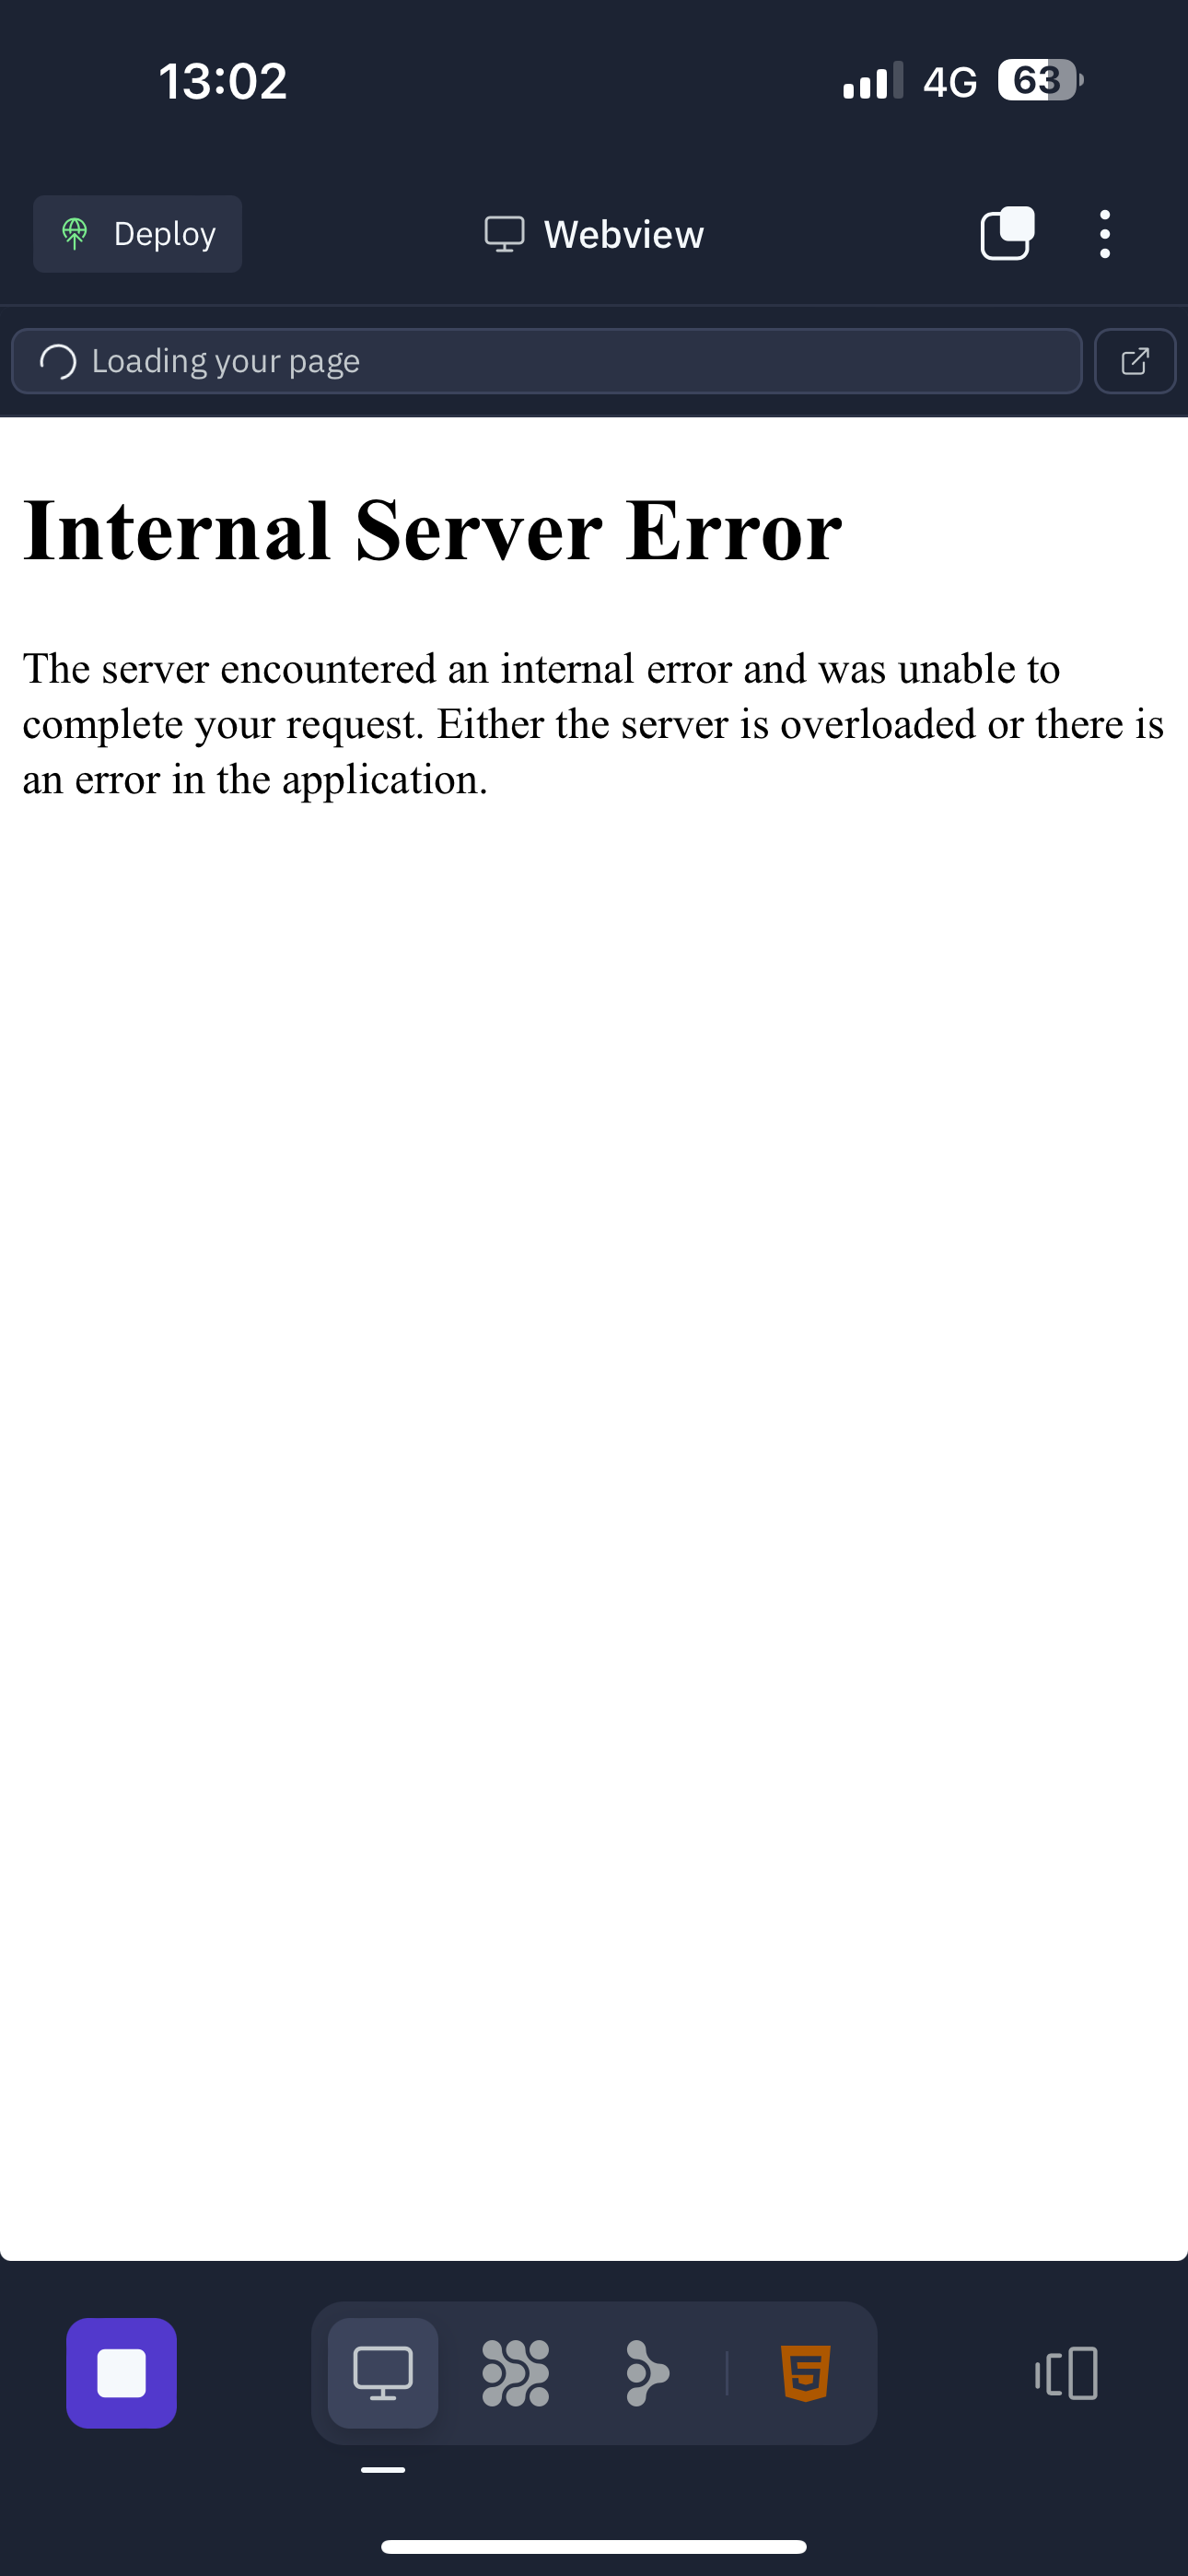 13:02 4G 63
Deploy Webview
Loading your page
Internal Server Error
The server encountered an internal error and was unable to
complete your request. Either the server is overloaded or there is
an error in the application.
5